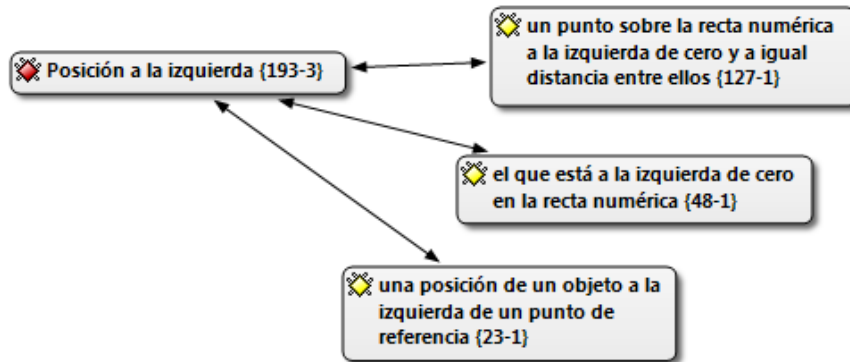 Posición a la izquierda {193-3}
un punto sobre la recta numérica
a la izquierda de cero y a igual
distancia entre ellos {127-1}
el que está a la izquierda de cero
en la recta numérica {48-1}
una posición de un objeto a la
izquierda de un punto de
referencia {23-1}